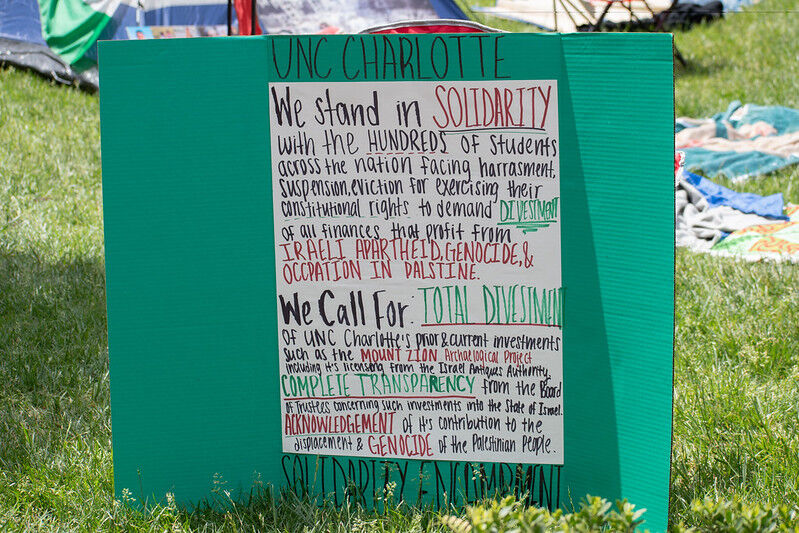 UNC CHARLOTTE
We stand in SOLIDARITY
with the HUNDREDS of students
across the nation facing harrasment,
suspension, eviction for exercising their
constitutional rights to demand DIVESTMENT
of all finances that profit from
IRAELI APARTHEID, GENOCIDE, &
OCCPATION IN PALSTINE.
We Call For: TOTAL DIVESTMENT
Of UNC Charlotte's prior & current investments
such as the MOUNT ZION Archaelogical Project
including it's licensing from the Israel Antiques Authority.
COMPLETE TRANSPARENCY from the Board
of Trustees concerning such investments into the State of Israel.
ACKNOWLEDGEMENT of it's contribution to the
displacement & GENOCIDE of the Palestinian People.
SOLIDARITY ENCAMPMENT